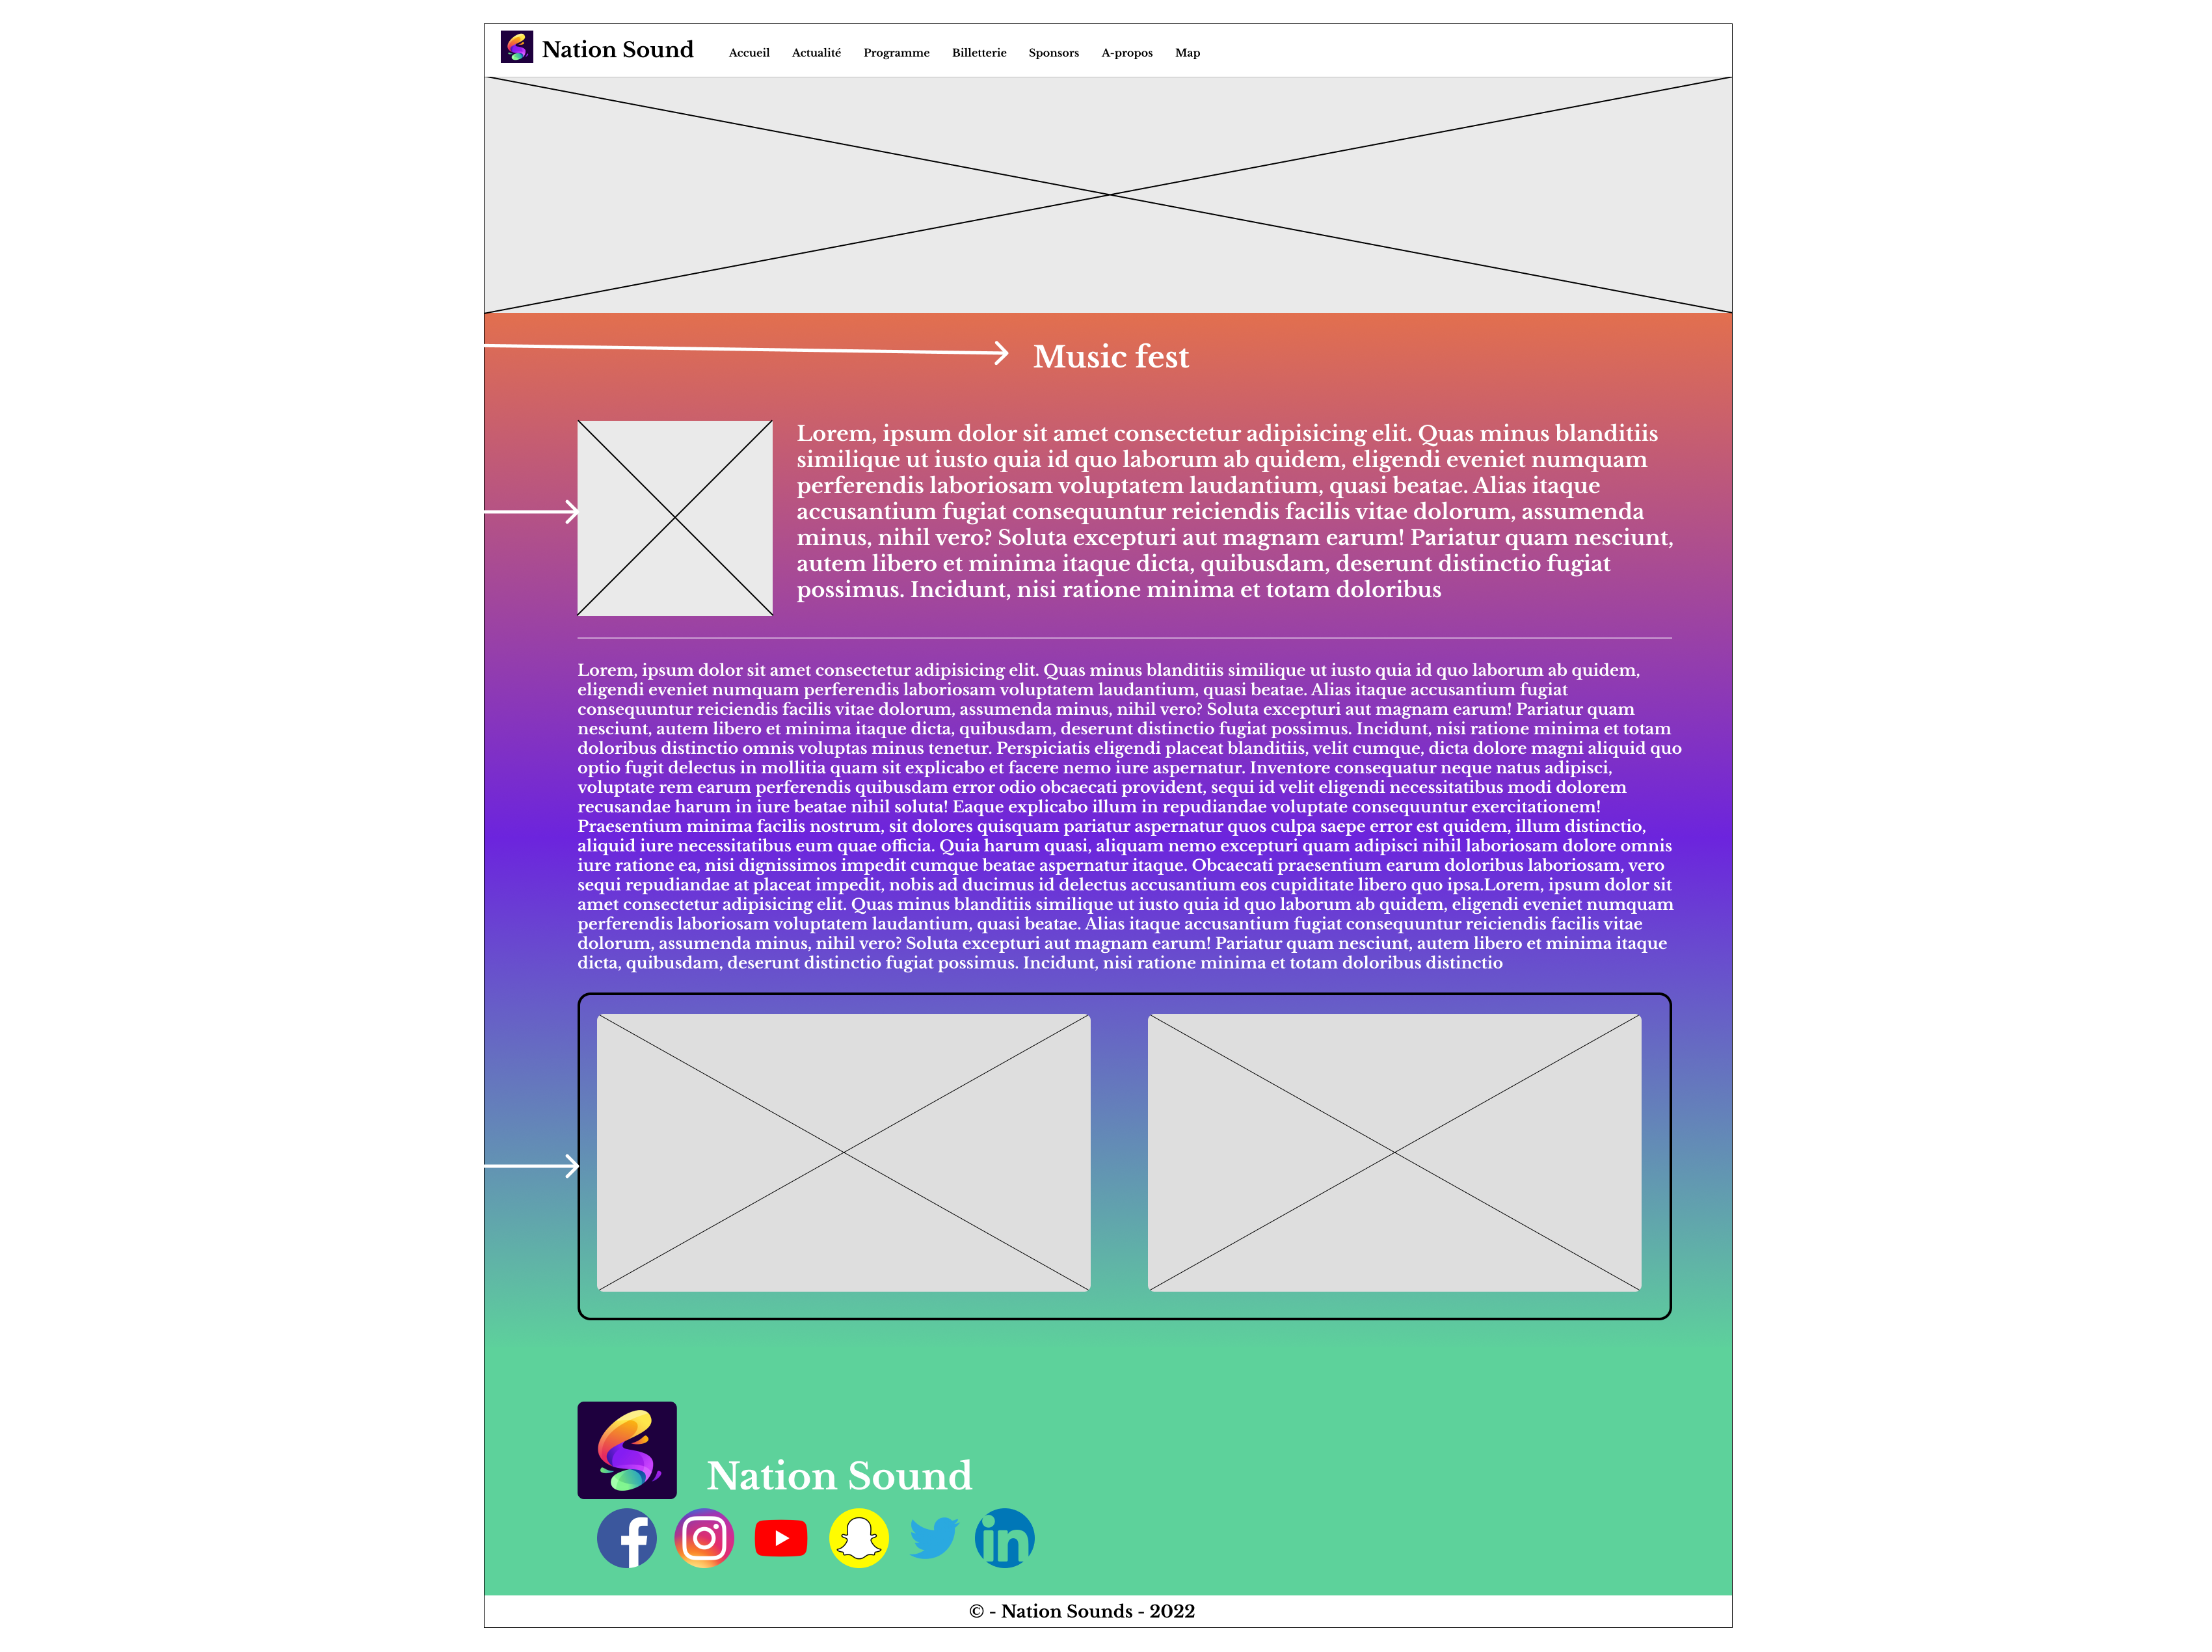 Nation Sound
Accueil Actualité Programme Billetterie Sponsors A-propos Map
Music fest
Lorem, ipsum dolor sit amet consectetur adipisicing elit. Quas minus blanditiis
similique ut iusto quia id quo laborum ab quidem, eligendi eveniet numquam
perferendis laboriosam voluptatem laudantium, quasi beatae. Alias itaque
accusantium fugiat consequuntur reiciendis facilis vitae dolorum, assumenda
minus, nihil vero? Soluta excepturi aut magnam earum! Pariatur quam nesciunt,
autem libero et minima itaque dicta, quibusdam, deserunt distinctio fugiat
possimus. Incidunt, nisi ratione minima et totam doloribus
Lorem, ipsum dolor sit amet consectetur adipisicing elit. Quas minus blanditiis similique ut iusto quia id quo laborum ab quidem,
eligendi eveniet numquam perferendis laboriosam voluptatem laudantium, quasi beatae. Alias itaque accusantium fugiat
consequuntur reiciendis facilis vitae dolorum, assumenda minus, nihil vero? Soluta excepturi aut magnam earum! Pariatur quam
nesciunt, autem libero et minima itaque dicta, quibusdam, deserunt distinctio fugiat possimus. Incidunt, nisi ratione minima et totam
doloribus distinctio omnis voluptas minus tenetur. Perspiciatis eligendi placeat blanditiis, velit cumque, dicta dolore magni aliquid quo
optio fugit delectus in mollitia quam sit explicabo et facere nemo iure aspernatur. Inventore consequatur neque natus adipisci,
voluptate rem earum perferendis quibusdam error odio obcaecati provident, sequi id velit eligendi necessitatibus modi dolorem
recusandae harum in iure beatae nihil soluta! Eaque explicabo illum in repudiandae voluptate consequuntur exercitationem!
Praesentium minima facilis nostrum, sit dolores quisquam pariatur aspernatur quos culpa saepe error est quidem, illum distinctio,
aliquid iure necessitatibus eum quae officia. Quia harum quasi, aliquam nemo excepturi quam adipisci nihil laboriosam dolore omnis
iure ratione ea, nisi dignissimos impedit cumque beatae aspernatur itaque. Obcaecati praesentium earum doloribus laboriosam, vero
sequi repudiandae at placeat impedit, nobis ad ducimus id delectus accusantium eos cupiditate libero quo ipsa.Lorem, ipsum dolor sit
amet consectetur adipisicing elit. Quas minus blanditiis similique ut iusto quia id quo laborum ab quidem, eligendi eveniet numquam
perferendis laboriosam voluptatem laudantium, quasi beatae. Alias itaque accusantium fugiat consequuntur reiciendis facilis vitae
dolorum, assumenda minus, nihil vero? Soluta excepturi aut magnam earum! Pariatur quam nesciunt, autem libero et minima itaque
dicta, quibusdam, deserunt distinctio fugiat possimus. Incidunt, nisi ratione minima et totam doloribus distinctio
Nation Sound
© - Nation Sounds - 2022